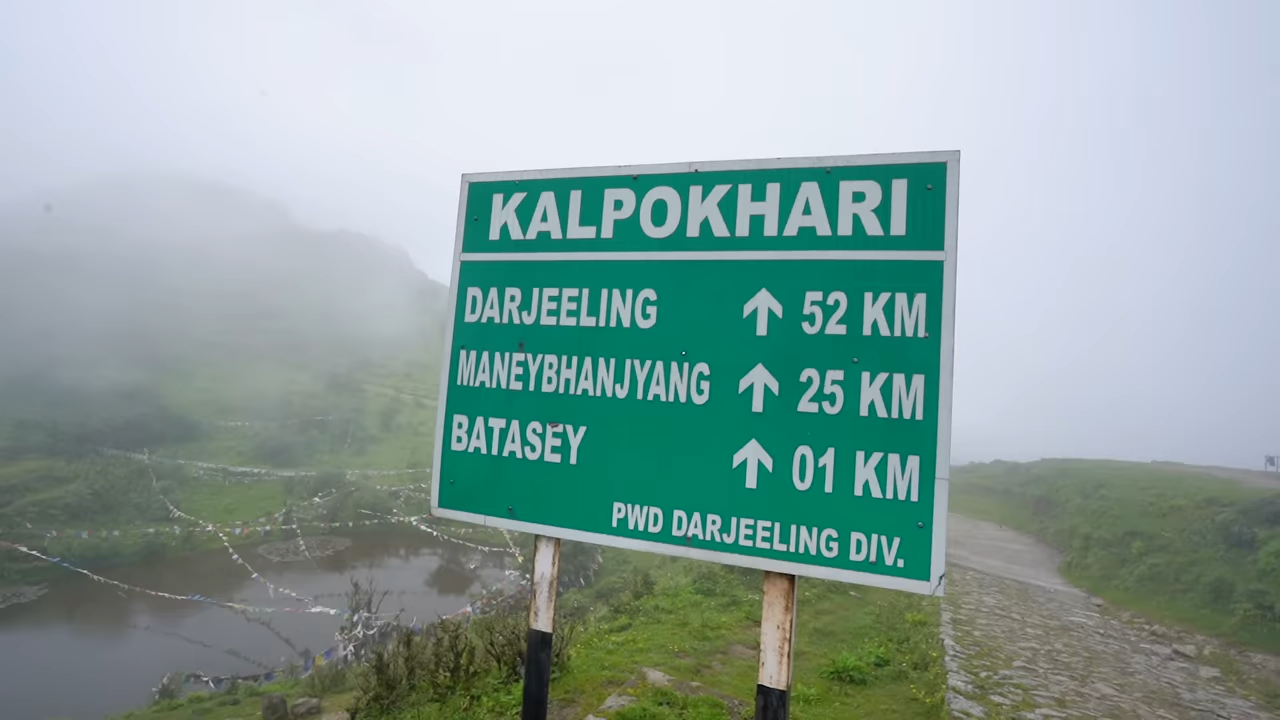 KALPOKHARI
DARJEELING ↑ 52 KM
MANEYBHANJYANG ↑ 25 KM
BATASEY ↑ 01 KM
PWD DARJEELING DIV.